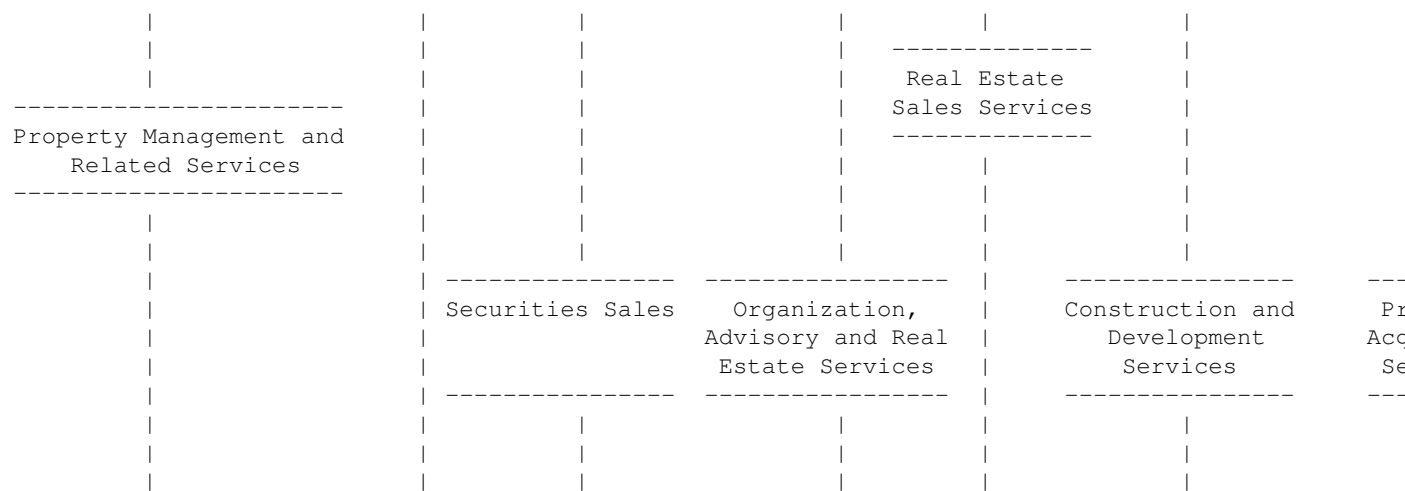 Real Estate
Sales Services
Property Management and
Related Services
Securities Sales
Organization,
Advisory and Real
Estate Services
Construction and
Development
Services